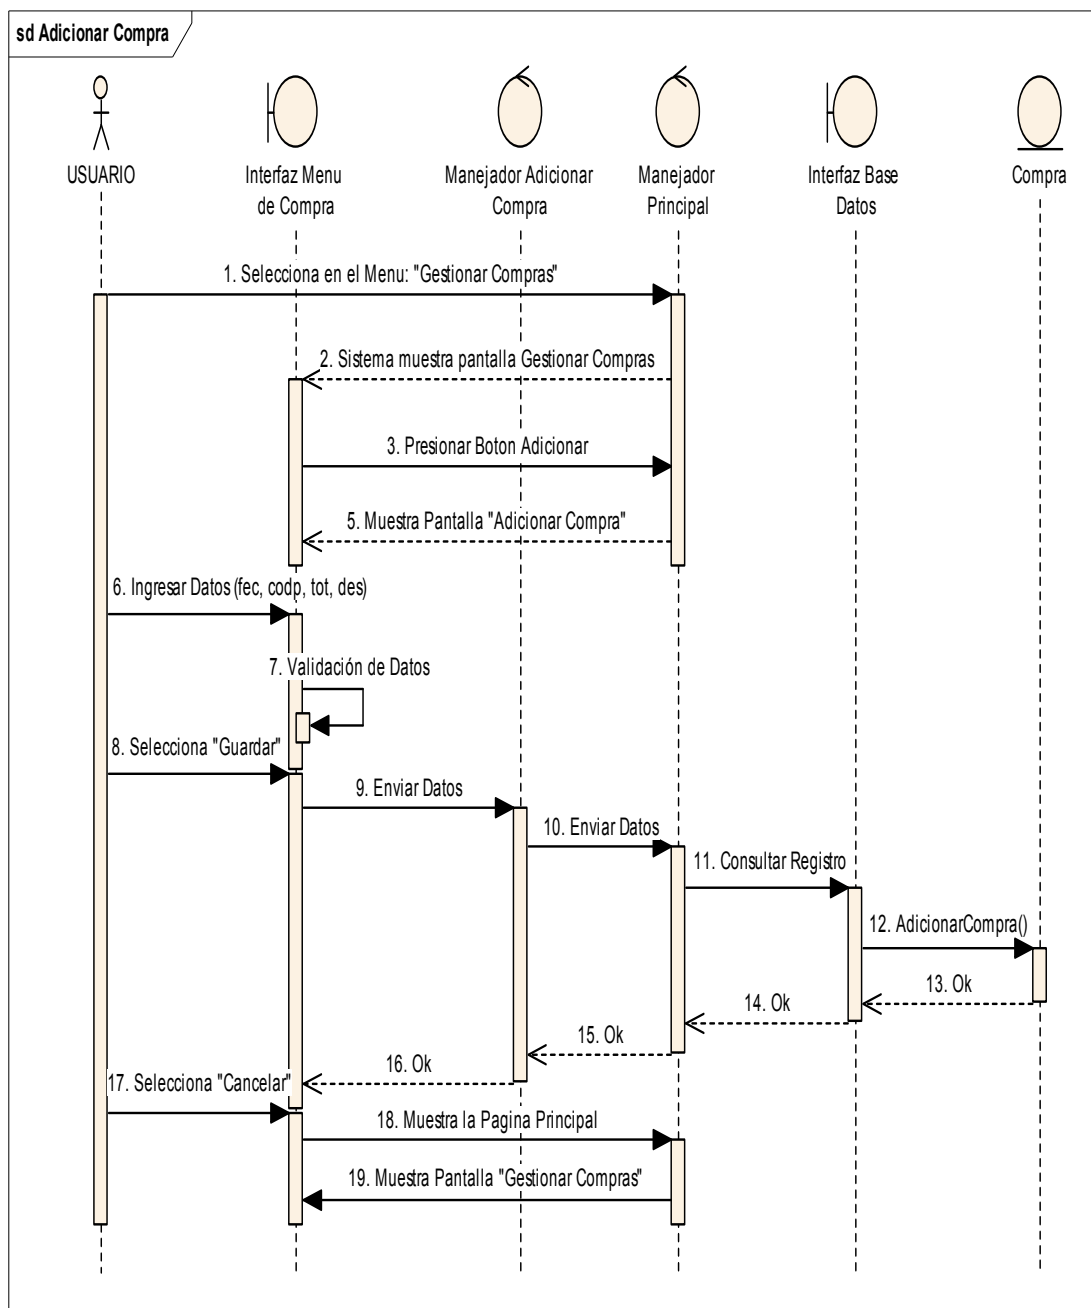 sd Adicionar Compra
USUARIO
Interfaz Menu
de Compra
Manejador Adicionar
Compra
Manejador
Principal
Interfaz Base
Datos
Compra
1. Selecciona en el Menu: "Gestionar Compras"
2. Sistema muestra pantalla Gestionar Compras
3. Presionar Boton Adicionar
5. Muestra Pantalla "Adicionar Compra"
6. Ingresar Datos (fec, codp, tot, des)
7. Validación de Datos
8. Selecciona "Guardar"
9. Enviar Datos
10. Enviar Datos
11. Consultar Registro
12. AdicionarCompra()
13. Ok
14. Ok
15. Ok
16. Ok
17. Selecciona "Cancelar"
18. Muestra la Pagina Principal
19. Muestra Pantalla "Gestionar Compras"